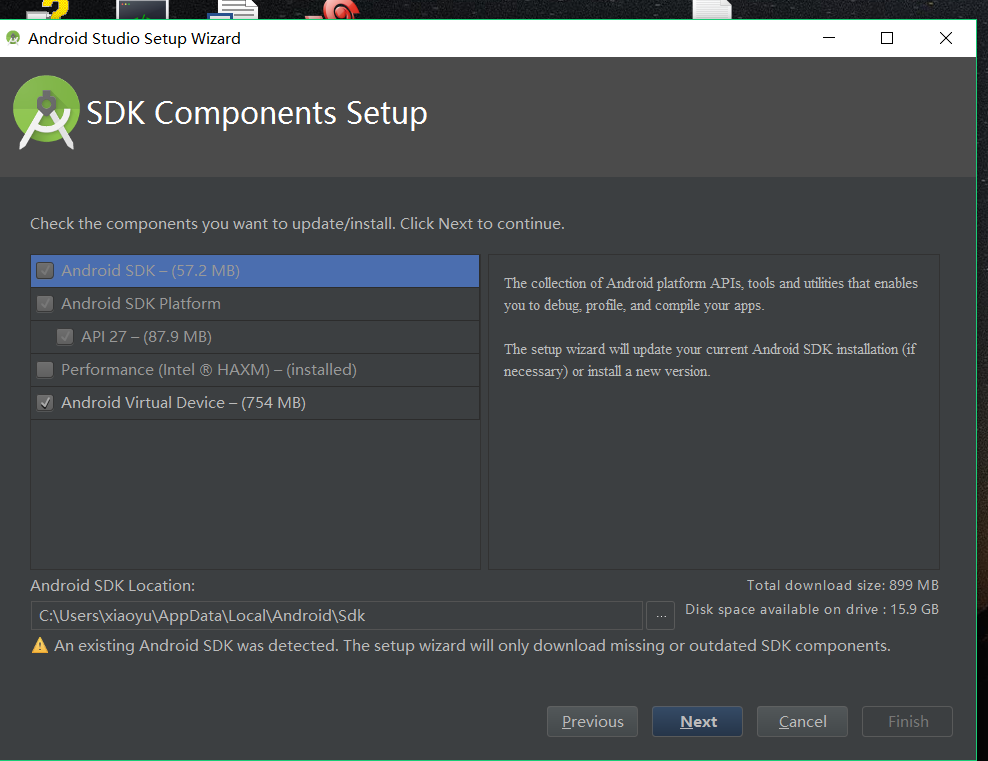 Android Studio Setup Wizard
SDK Components Setup
Check the components you want to update/install. Click Next to continue.
Android SDK – (57.2 MB)
Android SDK Platform
API 27 – (87.9 MB)
Performance (Intel ® HAXM) – (installed)
Android Virtual Device – (754 MB)
The collection of Android platform APIs, tools and utilities that enables
you to debug, profile, and compile your apps.
The setup wizard will update your current Android SDK installation (if
necessary) or install a new version.
Android SDK Location:
Total download size: 899 MB
C:\Users\xiaoyu\AppData\Local\Android\Sdk
...
Disk space available on drive : 15.9 GB
An existing Android SDK was detected. The setup wizard will only download missing or outdated SDK components.
Previous
Next
Cancel
Finish